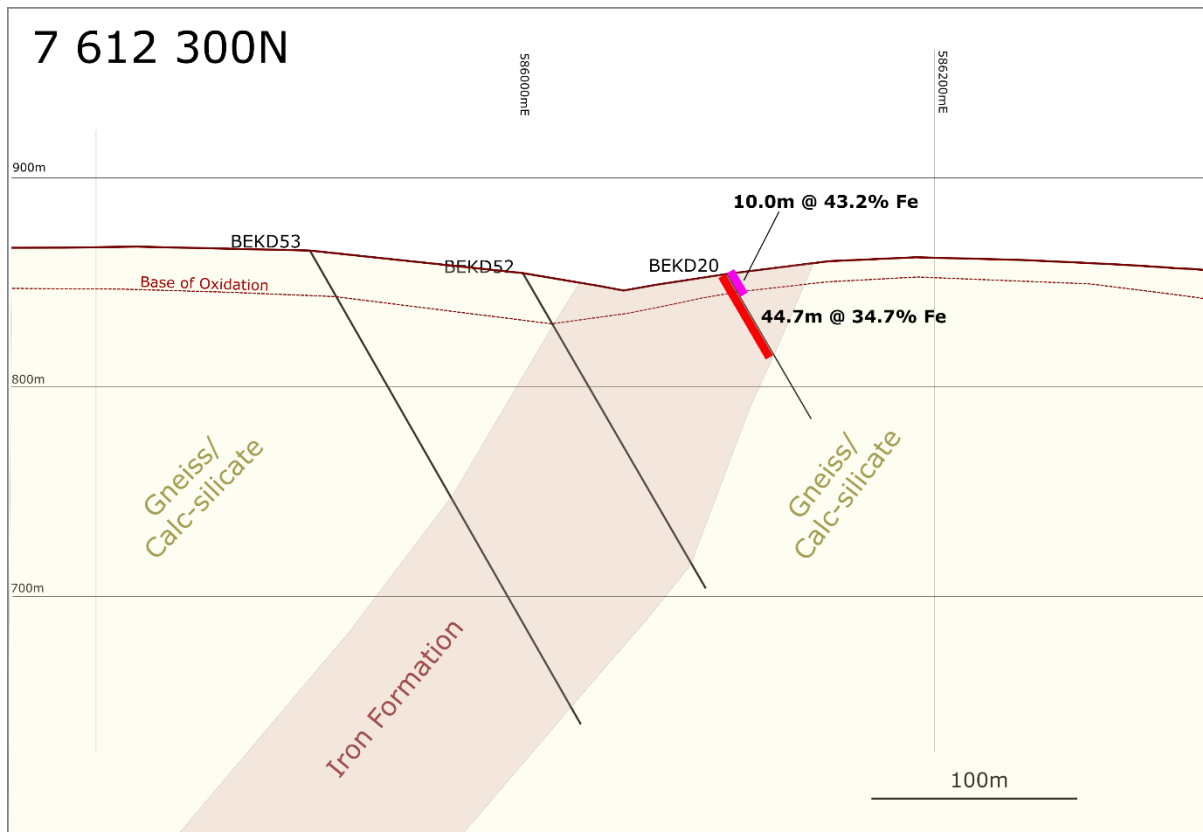 7 612 300N
586000mE
586200mE
900m
10.0m @ 43.2% Fe
BEKD53
BEKD52
BEKD20
Base of Oxidation
44.7m @ 34.7% Fe
800m
Gneiss/
Calc-silicate
Gneiss/
Calc-silicate
700m
Iron Formation
100m